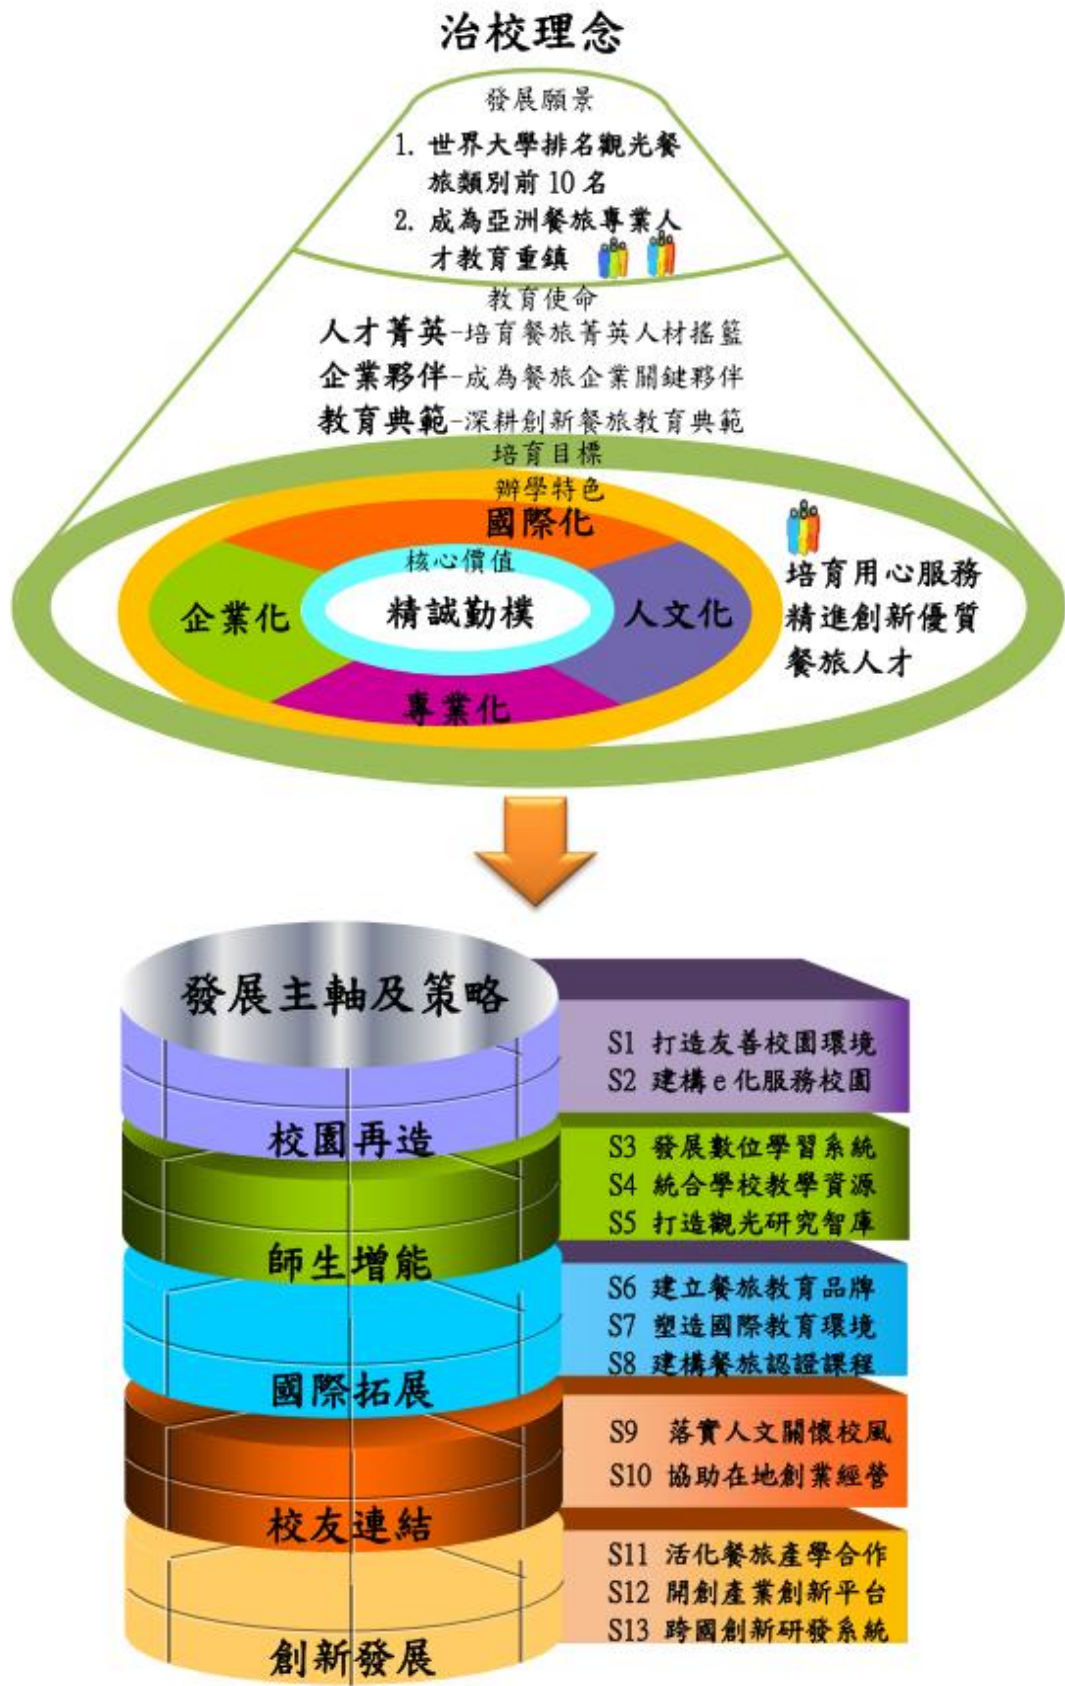 治校理念
發展願景
1. 世界大學排名觀光餐
旅類別前 10 名
2. 成為亞洲餐旅專業人
才教育重鎮
教育使命
人才菁英-培育餐旅菁英人材搖籃
企業夥伴-成為餐旅企業關鍵夥伴
教育典範-深耕創新餐旅教育典範
培育目標
辦學特色
國際化
核心價值
企業化
精誠勤樸
人文化
專業化
培育用心服務
精進創新優質
餐旅人才
發展主軸及策略
校園再造
S1 打造友善校園環境
S2 建構 e 化服務校園
師生增能
S3 發展數位學習系統
S4 統合學校教學資源
S5 打造觀光研究智庫
國際拓展
S6 建立餐旅教育品牌
S7 塑造國際教育環境
S8 建構餐旅認證課程
校友連結
S9 落實人文關懷校風
S10 協助在地創業經營
創新發展
S11 活化餐旅產學合作
S12 開創產業創新平台
S13 跨國創新研發系統